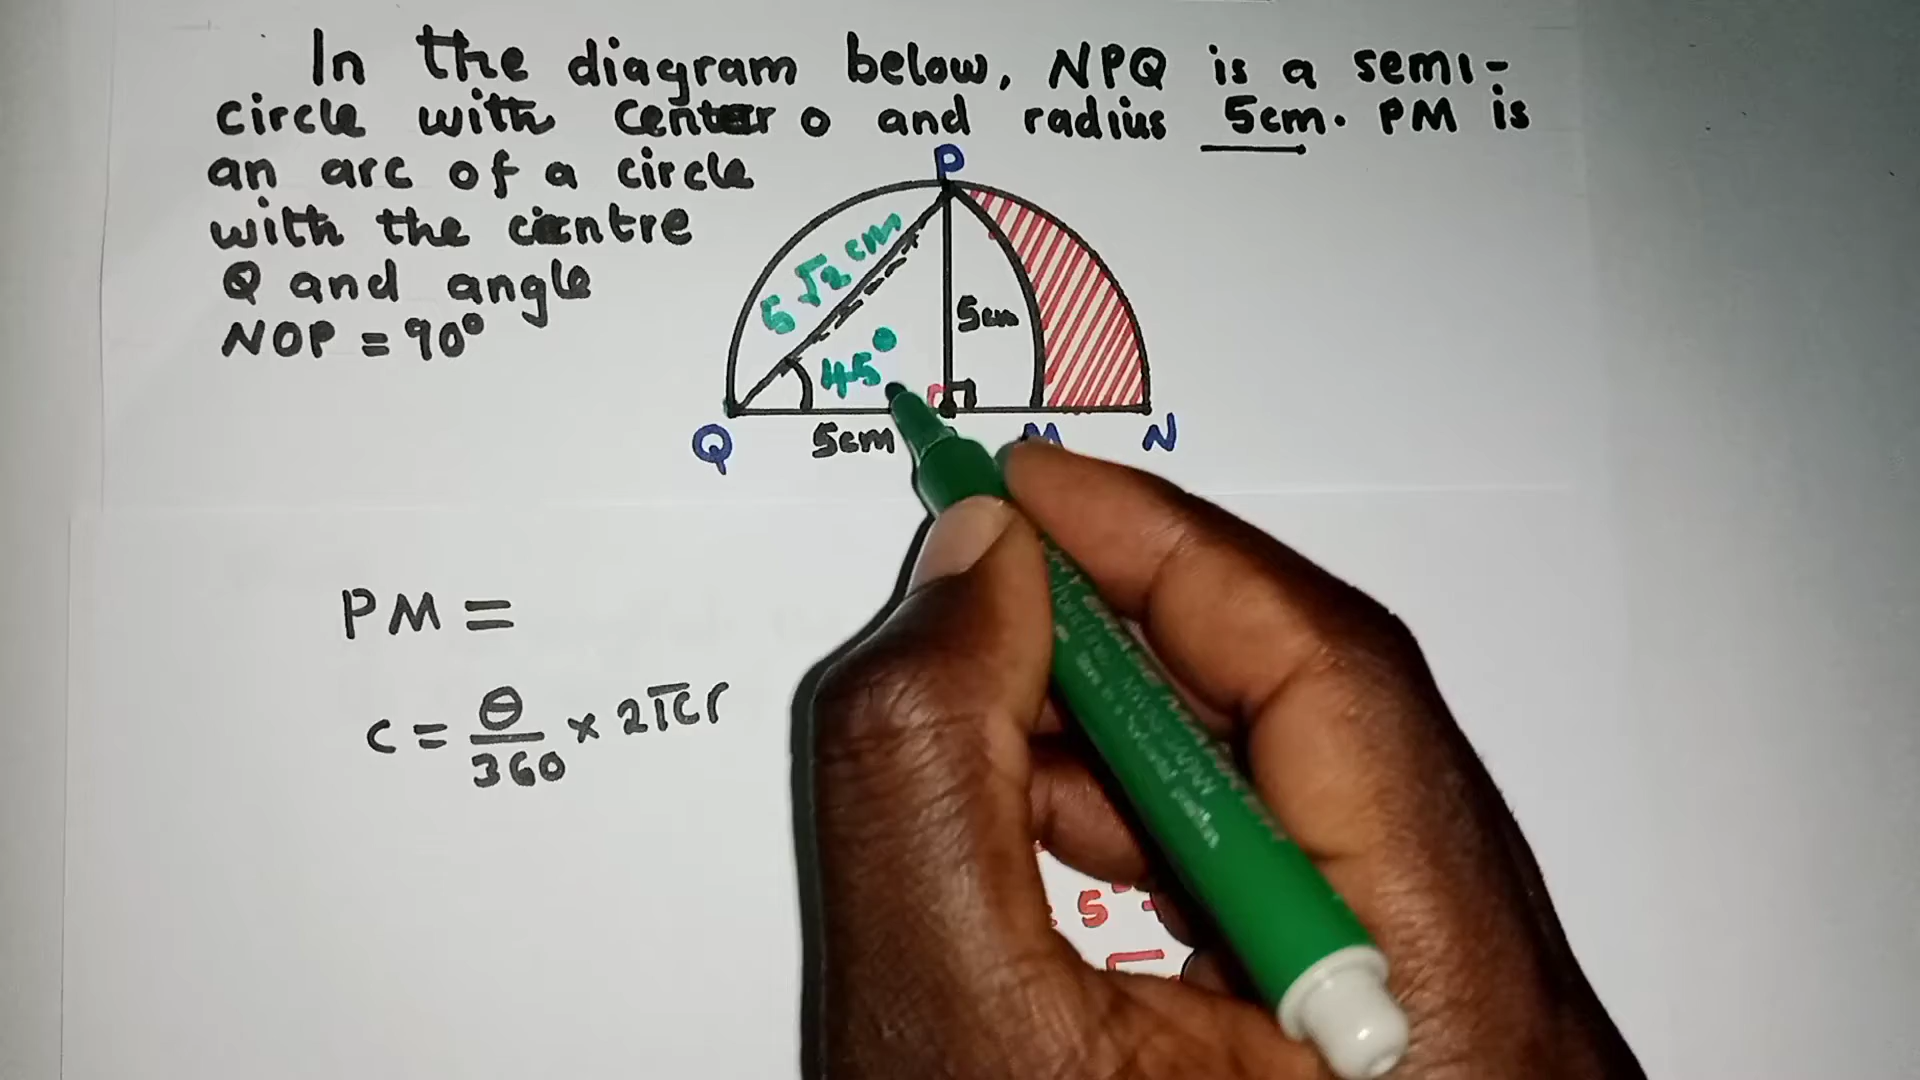 In the diagram below, NPQ is a semi-
circle with center O and radius 5cm. PM is
an arc of a circle
with the centre
Q and angle
NOP = 90°
P
5√2 cm
5cm
45°
Q 5cm M N
PM =
C = θ/360 × 2πr
5